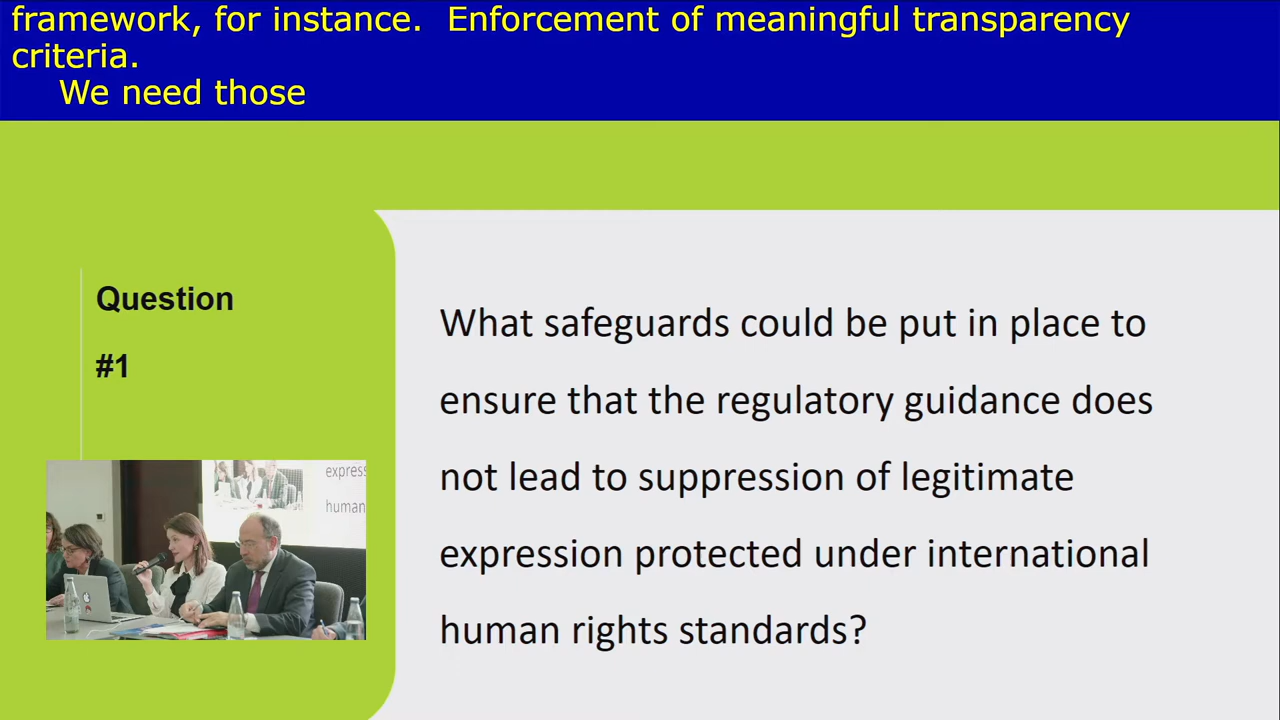 framework, for instance.  Enforcement of meaningful transparency
criteria.
We need those
Question
#1
What safeguards could be put in place to
ensure that the regulatory guidance does
not lead to suppression of legitimate
expression protected under international
human rights standards?
express
human